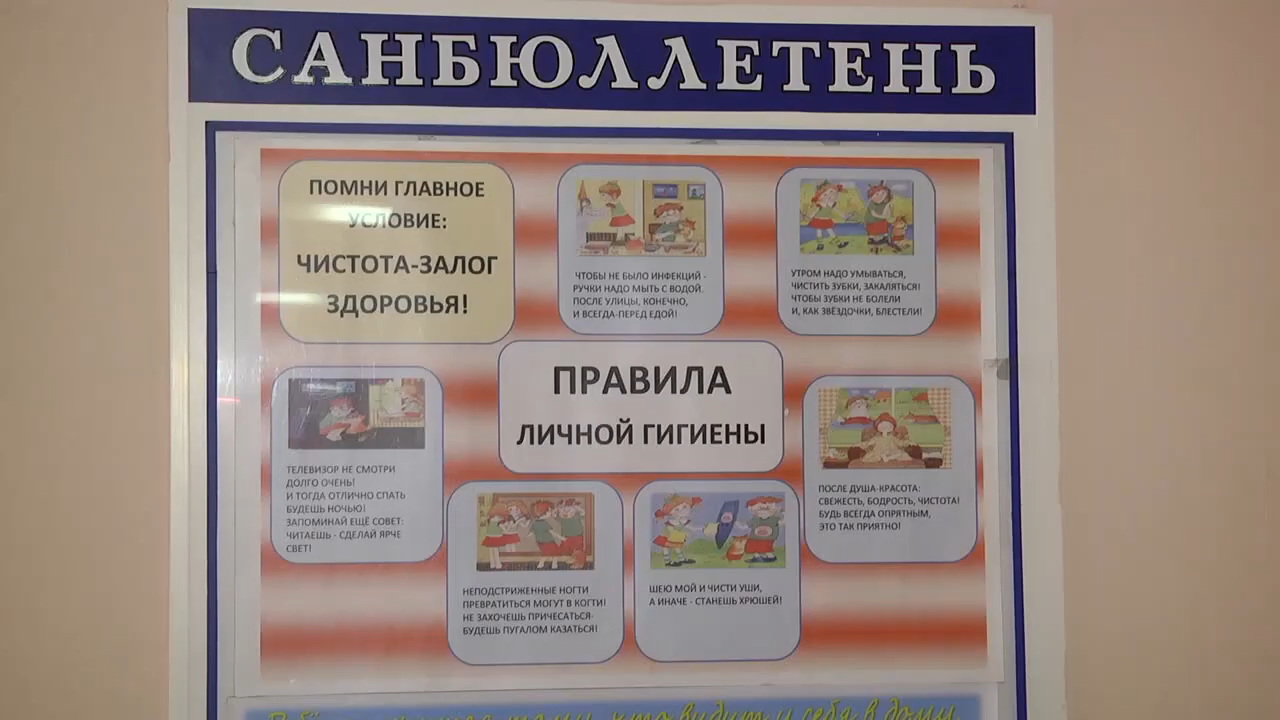 САНБЮЛЛЕТЕНЬ
ПОМНИ ГЛАВНОЕ
УСЛОВИЕ:
ЧИСТОТА-ЗАЛОГ
ЗДОРОВЬЯ!
ЧТОБЫ НЕ БЫЛО ИНФЕКЦИЙ -
РУЧКИ НАДО МЫТЬ С ВОДОЙ.
ПОСЛЕ УЛИЦЫ, КОНЕЧНО,
И ВСЕГДА-ПЕРЕД ЕДОЙ!
УТРОМ НАДО УМЫВАТЬСЯ,
ЧИСТИТЬ ЗУБКИ, ЗАКАЛЯТЬСЯ!
ЧТОБЫ ЗУБКИ НЕ БОЛЕЛИ
И, КАК ЗВЁЗДОЧКИ, БЛЕСТЕЛИ!
ПРАВИЛА
ЛИЧНОЙ ГИГИЕНЫ
ТЕЛЕВИЗОР НЕ СМОТРИ
ДОЛГО ОЧЕНЬ!
И ТОГДА ОТЛИЧНО СПАТЬ
БУДЕШЬ НОЧЬЮ!
ЗАПОМИНАЙ ЕЩЁ СОВЕТ:
ЧИТАЕШЬ - СДЕЛАЙ ЯРЧЕ
СВЕТ!
НЕПОДСТРИЖЕННЫЕ НОГТИ
ПРЕВРАТИТЬСЯ МОГУТ В КОГТИ!
НЕ ЗАХОЧЕШЬ ПРИЧЕСАТЬСЯ-
БУДЕШЬ ПУГАЛОМ КАЗАТЬСЯ!
ШЕЮ МОЙ И ЧИСТИ УШИ,
А ИНАЧЕ - СТАНЕШЬ ХРЮШЕЙ!
ПОСЛЕ ДУША-КРАСОТА:
СВЕЖЕСТЬ, БОДРОСТЬ, ЧИСТОТА!
БУДЬ ВСЕГДА ОПРЯТНЫМ,
ЭТО ТАК ПРИЯТНО!
что видит у себя в дому